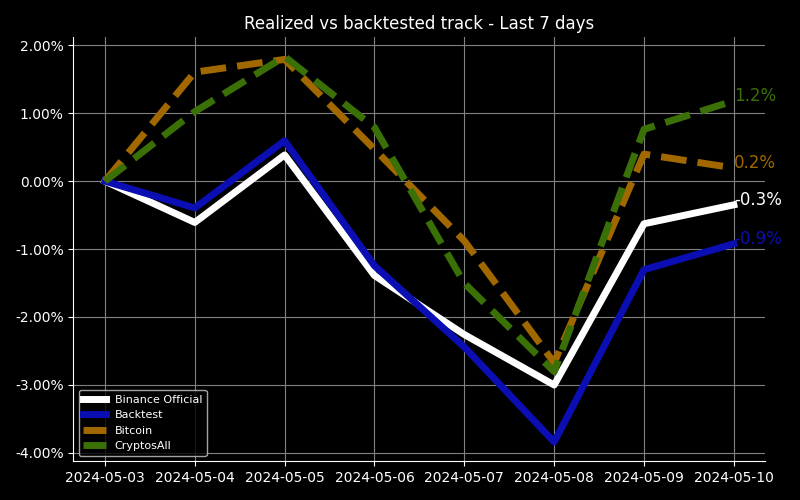 Realized vs backtested track - Last 7 days
2.00%
1.00%
0.00%
-1.00%
-2.00%
-3.00%
-4.00%
1.2%
0.2%
-0.3%
-0.9%
Binance Official
Backtest
Bitcoin
CryptosAll
2024-05-03 2024-05-04 2024-05-05 2024-05-06 2024-05-07 2024-05-08 2024-05-09 2024-05-10